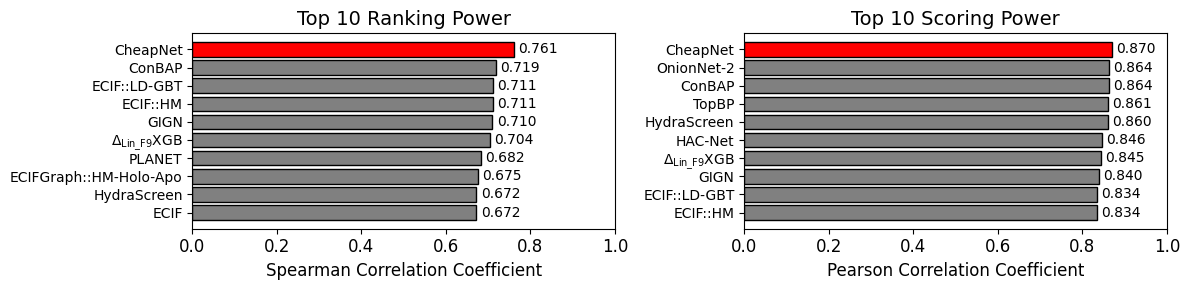 Top 10 Ranking Power
CheapNet 0.761
ConBAP 0.719
ECIF::LD-GBT 0.711
ECIF::HM 0.711
GIGN 0.710
Δ_Lin_F9XGB 0.704
PLANET 0.682
ECIFGraph::HM-Holo-Apo 0.675
HydraScreen 0.672
ECIF 0.672
0.0 0.2 0.4 0.6 0.8 1.0
Spearman Correlation Coefficient
Top 10 Scoring Power
CheapNet 0.870
OnionNet-2 0.864
ConBAP 0.864
TopBP 0.861
HydraScreen 0.860
HAC-Net 0.846
Δ_Lin_F9XGB 0.845
GIGN 0.840
ECIF::LD-GBT 0.834
ECIF::HM 0.834
0.0 0.2 0.4 0.6 0.8 1.0
Pearson Correlation Coefficient